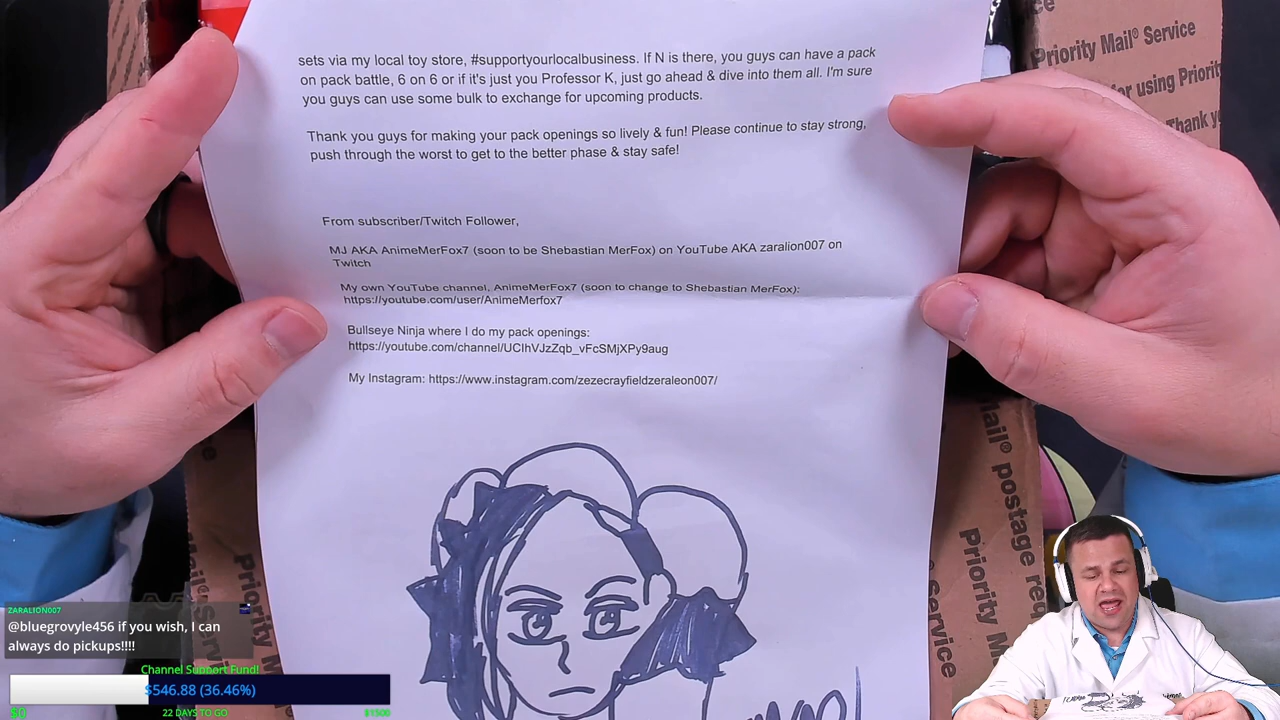 sets via my local toy store, #supportyourlocalbusiness. If N is there, you guys can have a pack
on pack battle, 6 on 6 or if it's just you Professor K, just go ahead & dive into them all. I'm sure
you guys can use some bulk to exchange for upcoming products.
Thank you guys for making your pack openings so lively & fun! Please continue to stay strong,
push through the worst to get to the better phase & stay safe!
From subscriber/Twitch Follower,
MJ AKA AnimeMerFox7 (soon to be Shebastian MerFox) on YouTube AKA zaralion007 on
Twitch
My own YouTube channel, AnimeMerFox7 (soon to change to Shebastian MerFox):
https://youtube.com/user/AnimeMerfox7
Bullseye Ninja where I do my pack openings:
https://youtube.com/channel/UCIhVJzZqb_vFcSMjXPy9aug
My Instagram: https://www.instagram.com/zezecrayfieldzeraleon007/
Priority Mail® Service
Thank
Mail® postage req
Priority M
Service
ZARALION007
@bluegrovyle456 if you wish, I can
always do pickups!!!!
Channel Support Fund!
$546.88 (36.46%)
$0
22 DAYS TO GO
$1500